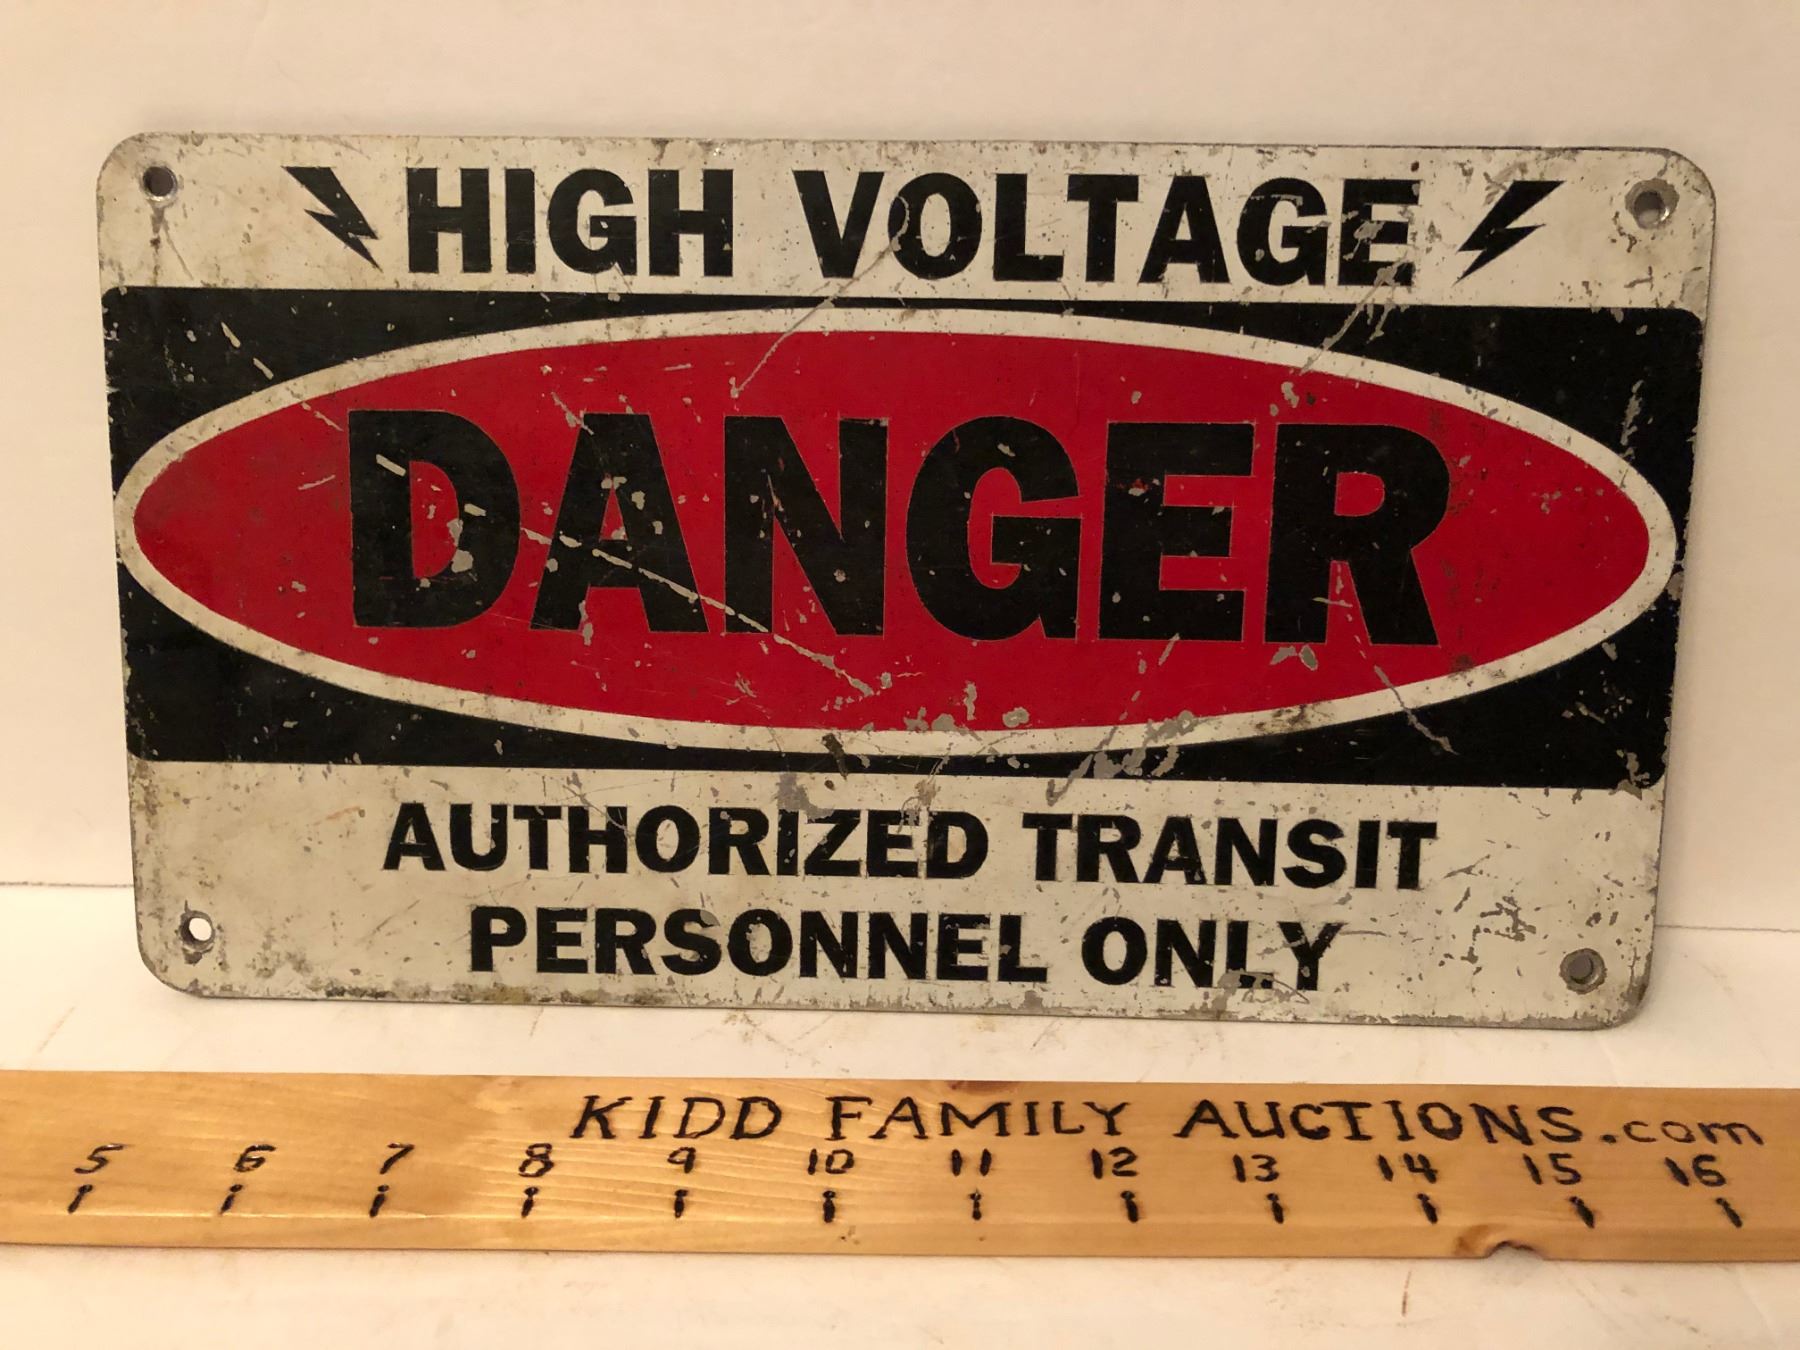 HIGH VOLTAGE
DANGER
AUTHORIZED TRANSIT
PERSONNEL ONLY
KIDD FAMILY AUCTIONS.com
5 6 7 8 9 10 11 12 13 14 15 16